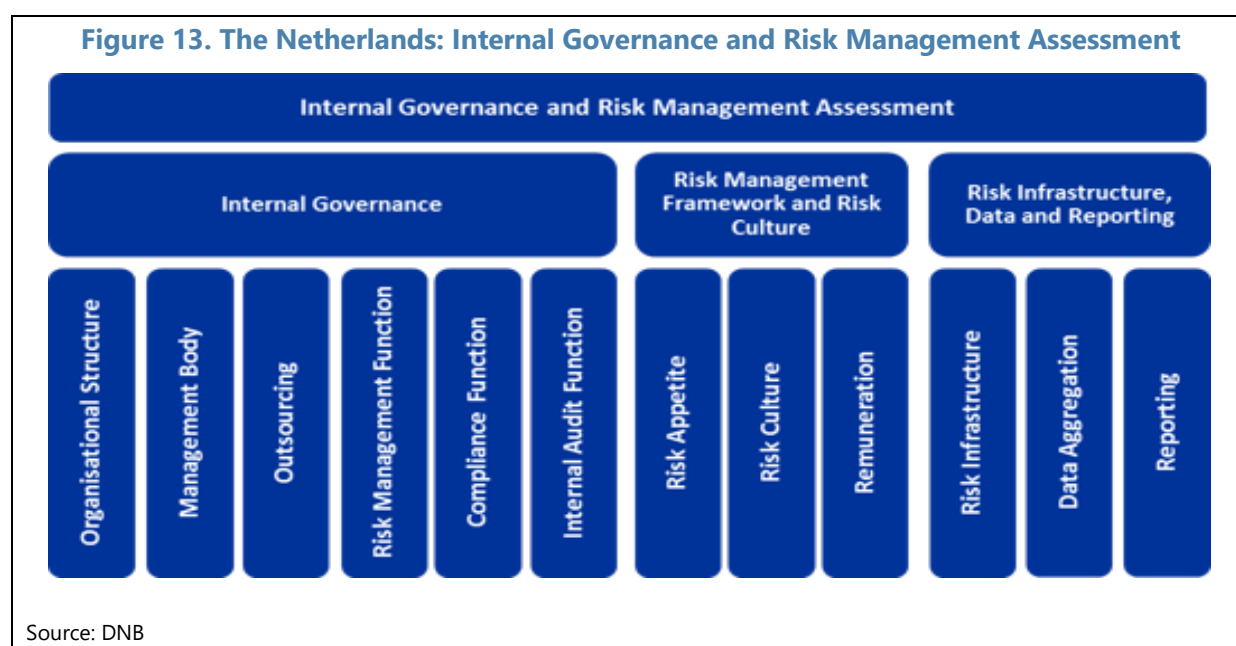 Figure 13. The Netherlands: Internal Governance and Risk Management Assessment
Internal Governance and Risk Management Assessment
Internal Governance
Risk Management
Framework and Risk
Culture
Risk Infrastructure,
Data and Reporting
Organisational Structure
Management Body
Outsourcing
Risk Management Function
Compliance Function
Internal Audit Function
Risk Appetite
Risk Culture
Remuneration
Risk Infrastructure
Data Aggregation
Reporting
Source: DNB